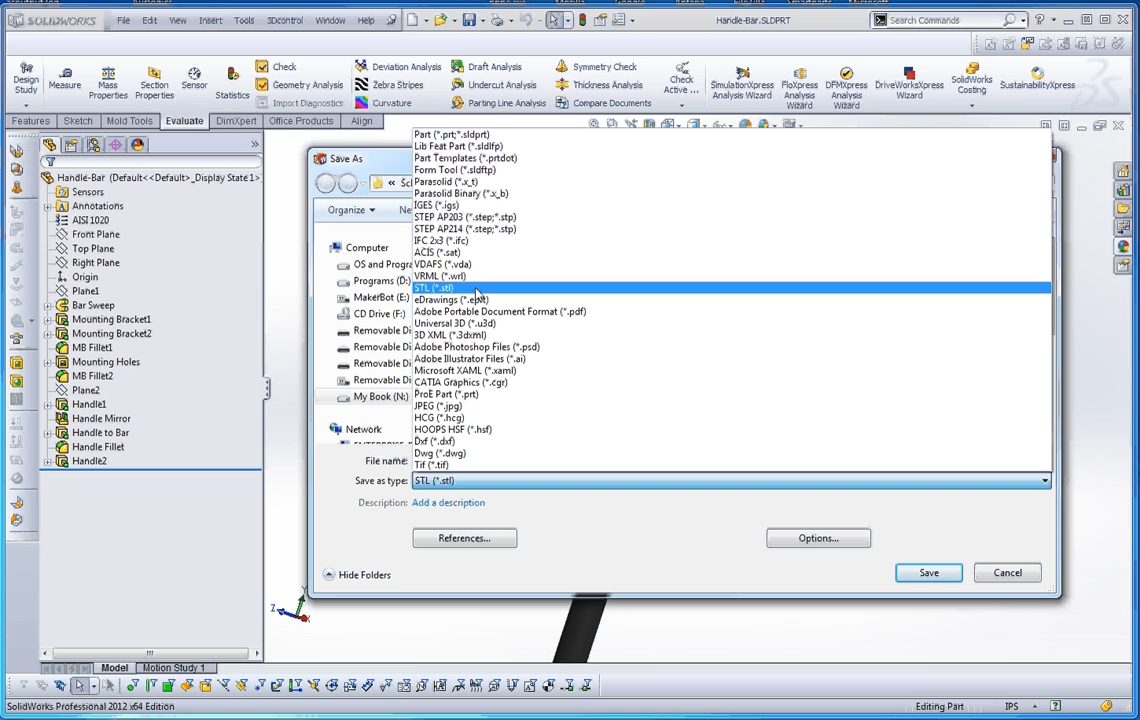 SOLIDWORKS File Edit View Insert Tools 3Dcontrol Window Help Handle-Bar.SLDPRT Search Commands
Design Study
Measure
Mass Properties
Section Properties
Sensor
Statistics
Check
Geometry Analysis
Import Diagnostics
Deviation Analysis
Zebra Stripes
Curvature
Draft Analysis
Undercut Analysis
Parting Line Analysis
Symmetry Check
Thickness Analysis
Compare Documents
Check Active ...
SimulationXpress Analysis Wizard
FloXpress Analysis Wizard
DFMXpress Analysis Wizard
DriveWorksXpress Wizard
SolidWorks Costing
SustainabilityXpress
Features Sketch Mold Tools Evaluate DimXpert Office Products Align
Handle-Bar (Default<<Default>_Display State 1>)
Sensors
Annotations
AISI 1020
Front Plane
Top Plane
Right Plane
Origin
Plane1
Bar Sweep
Mounting Bracket1
Mounting Bracket2
MB Fillet1
Mounting Holes
MB Fillet2
Plane2
Handle1
Handle Mirror
Handle to Bar
Handle Fillet
Handle2
Save As
Organize
Computer
OS and Progra
Programs (D:)
MakerBot (E:)
CD Drive (F:)
Removable Di
Removable Di
Removable Di
Removable Di
My Book (N:)
Network
Part (*.prt;*.sldprt)
Lib Feat Part (*.sldlfp)
Part Templates (*.prtdot)
Form Tool (*.sldftp)
Parasolid (*.x_t)
Parasolid Binary (*.x_b)
IGES (*.igs)
STEP AP203 (*.step;*.stp)
STEP AP214 (*.step;*.stp)
IFC 2x3 (*.ifc)
ACIS (*.sat)
VDAFS (*.vda)
VRML (*.wrl)
STL (*.stl)
eDrawings (*.eprt)
Adobe Portable Document Format (*.pdf)
Universal 3D (*.u3d)
3D XML (*.3dxml)
Adobe Photoshop Files (*.psd)
Adobe Illustrator Files (*.ai)
Microsoft XAML (*.xaml)
CATIA Graphics (*.cgr)
ProE Part (*.prt)
JPEG (*.jpg)
HCG (*.hcg)
HOOPS HSF (*.hsf)
Dxf (*.dxf)
Dwg (*.dwg)
Tif (*.tif)
File name:
Save as type: STL (*.stl)
Description: Add a description
References... Options...
Hide Folders Save Cancel
Z
Model Motion Study 1
SolidWorks Professional 2012 x64 Edition Editing Part IPS